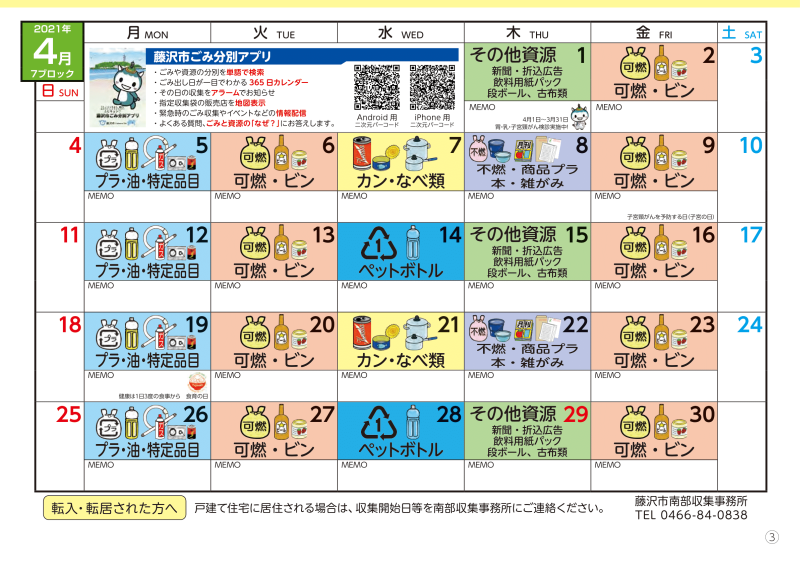 2021年
4月
7ブロック
日 SUN
月 MON
火 TUE
水 WED
木 THU
金 FRI
土 SAT
藤沢市ごみ分別アプリ
・ごみや資源の分別を単語で検索
・ごみ出し日が一目でわかる 365 日カレンダー
・その日の収集をアラームでお知らせ
・指定収集袋の販売店を地図表示
・緊急時のごみ収集やイベントなどの情報配信
・よくある質問、ごみと資源の「なぜ?」にお答えします。
藤沢市ごみ分別アプリ
Android 用
二次元バーコード
iPhone 用
二次元バーコード
その他資源 1
新聞・折込広告
飲料用紙パック
段ボール、古布類
MEMO
4月1日〜3月31日
胃・乳・子宮頸がん検診実施中!
可燃 2
可燃・ビン
MEMO
3
4
プラ 5
プラ・油・特定品目
MEMO
可燃 6
可燃・ビン
MEMO
7
カン・なべ類
MEMO
不燃 8
不燃・商品プラ
本・雑がみ
MEMO
可燃 9
可燃・ビン
MEMO
子宮頸がんを予防する日(子宮の日)
10
11
プラ 12
プラ・油・特定品目
MEMO
可燃 13
可燃・ビン
MEMO
1 14
ペットボトル
MEMO
その他資源 15
新聞・折込広告
飲料用紙パック
段ボール、古布類
MEMO
可燃 16
可燃・ビン
MEMO
17
18
プラ 19
プラ・油・特定品目
MEMO
健康は1日3度の食事から 食育の日
可燃 20
可燃・ビン
MEMO
21
カン・なべ類
MEMO
不燃 22
不燃・商品プラ
本・雑がみ
MEMO
可燃 23
可燃・ビン
MEMO
24
25
プラ 26
プラ・油・特定品目
MEMO
可燃 27
可燃・ビン
MEMO
1 28
ペットボトル
MEMO
その他資源 29
新聞・折込広告
飲料用紙パック
段ボール、古布類
MEMO
可燃 30
可燃・ビン
MEMO
転入・転居された方へ
戸建て住宅に居住される場合は、収集開始日等を南部収集事務所にご連絡ください。
藤沢市南部収集事務所
TEL 0466-84-0838
3